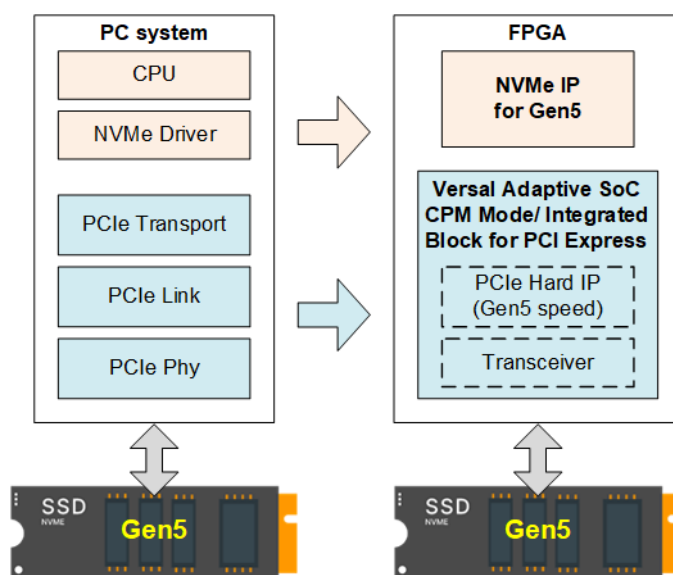 PC system
CPU
NVMe Driver
PCIe Transport
PCIe Link
PCIe Phy
SSD
NVME
Gen5
FPGA
NVMe IP
for Gen5
Versal Adaptive SoC
CPM Mode/ Integrated
Block for PCI Express
PCIe Hard IP
(Gen5 speed)
Transceiver
SSD
NVME
Gen5